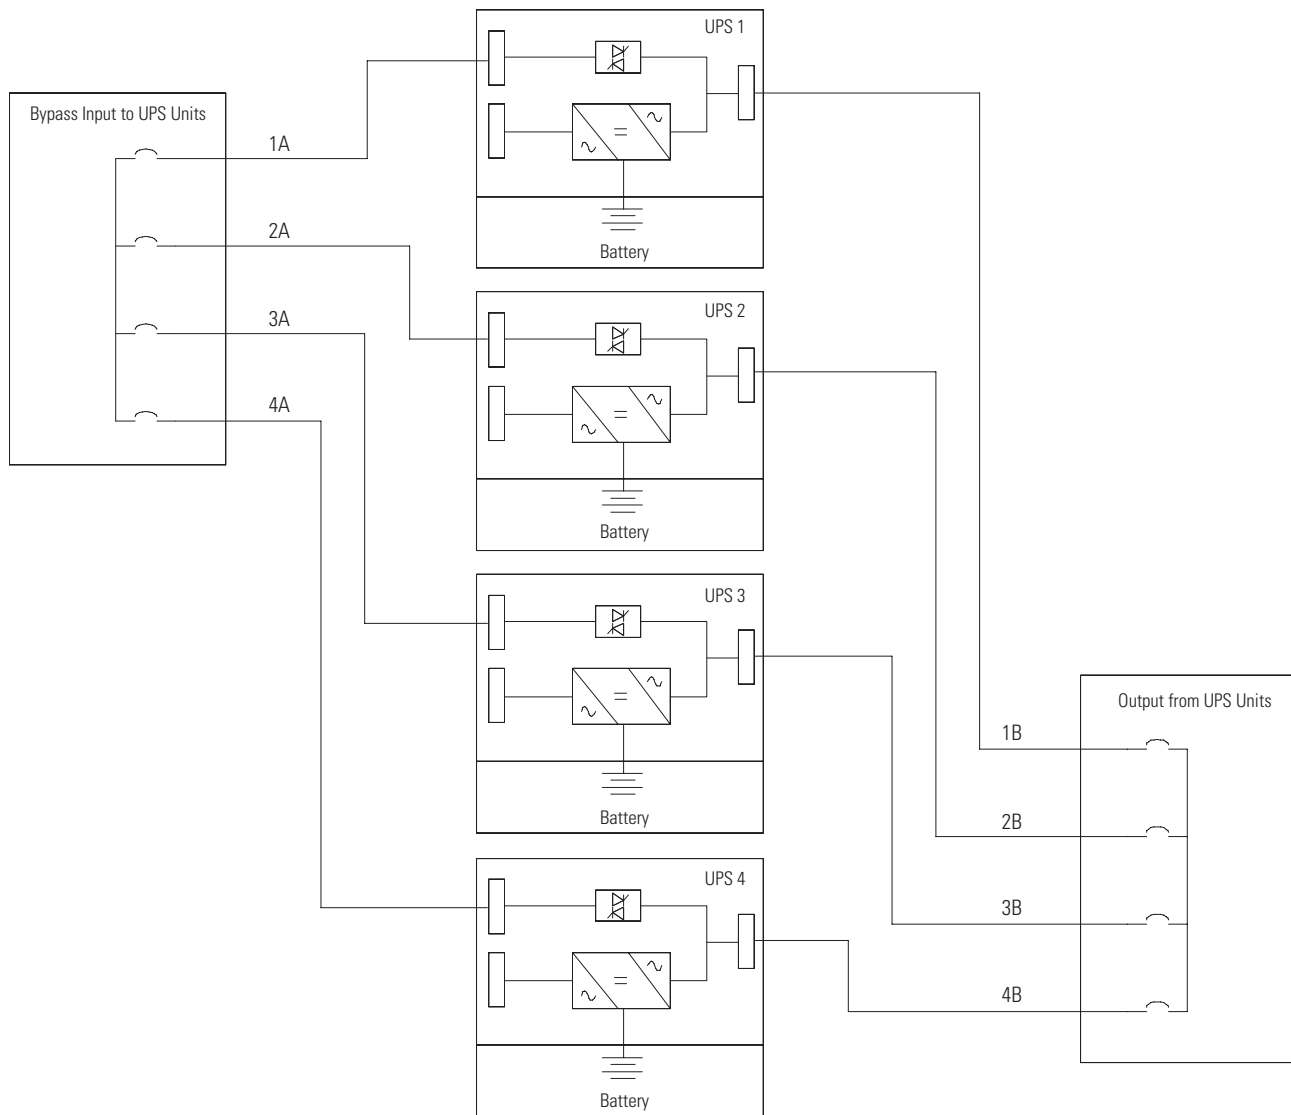 UPS 1
Bypass Input to UPS Units
1A
2A
Battery
UPS 2
3A
4A
Battery
UPS 3
Output from UPS Units
1B
2B
Battery
UPS 4
3B
4B
Battery